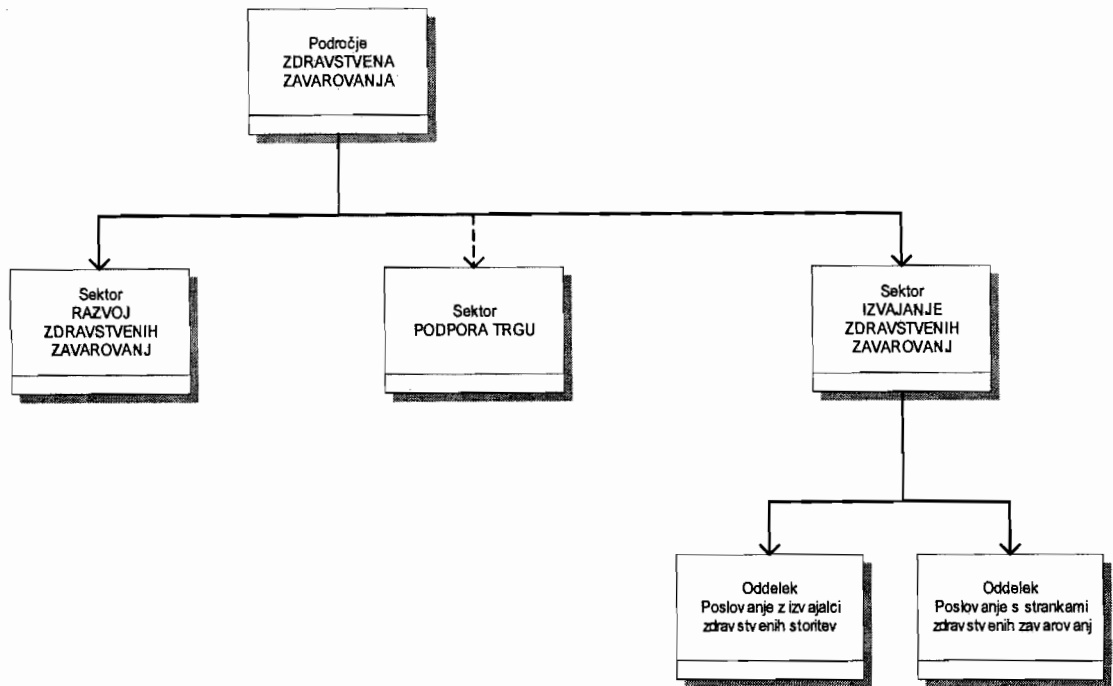 Področje
ZDRAVSTVENA
ZAVAROVANJA
Sektor
RAZVOJ
ZDRAVSTVENIH
ZAVAROVANJ
Sektor
PODPORA TRGU
Sektor
IZVAJANJE
ZDRAVSTVENIH
ZAVAROVANJ
Oddelek
Poslovanje z izvajalci
zdravstvenih storitev
Oddelek
Poslovanje s strankami
zdravstvenih zavarovanj